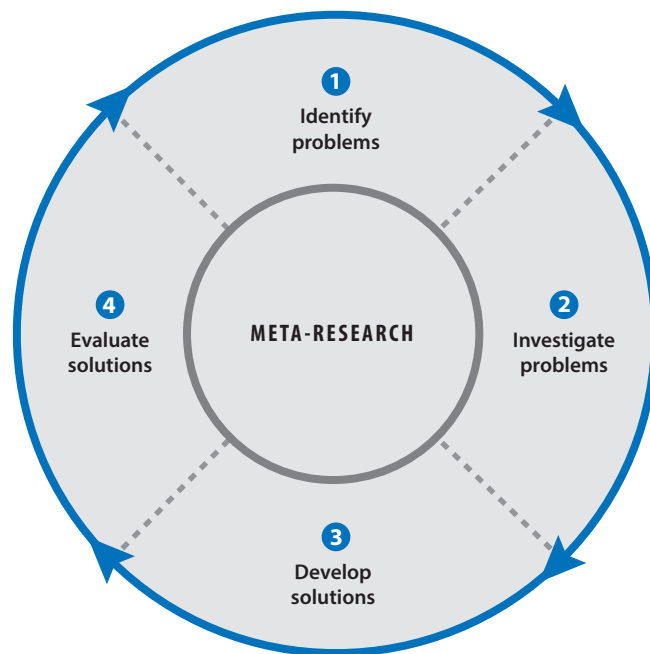 1
Identify
problems
2
Investigate
problems
3
Develop
solutions
4
Evaluate
solutions
META-RESEARCH